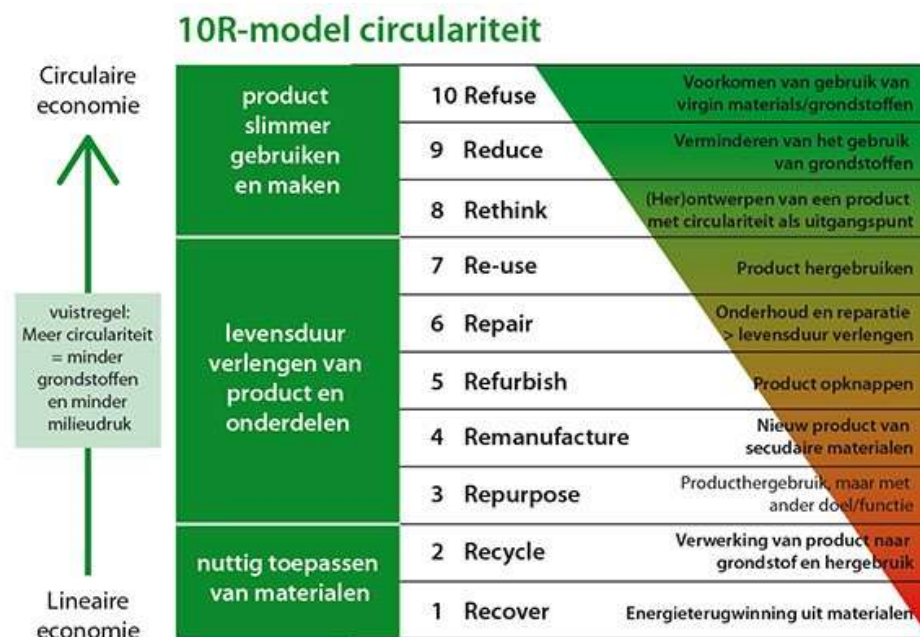 10R-model circulariteit
Circulaire
economie
vuistregel:
Meer circulariteit
= minder
grondstoffen
en minder
milieudruk
Lineaire
economie
product
slimmer
gebruiken
en maken
10 Refuse
Voorkomen van gebruik van
virgin materials/grondstoffen
9 Reduce
Verminderen van het gebruik
van grondstoffen
8 Rethink
(Her)ontwerpen van een product
met circulariteit als uitgangspunt
levensduur
verlengen van
product en
onderdelen
7 Re-use
Product hergebruiken
6 Repair
Onderhoud en reparatie
> levensduur verlengen
5 Refurbish
Product opknappen
4 Remanufacture
Nieuw product van
secudaire materialen
3 Repurpose
Producthergebruik, maar met
ander doel/functie
nuttig toepassen
van materialen
2 Recycle
Verwerking van product naar
grondstof en hergebruik
1 Recover
Energieterugwinning uit materialen